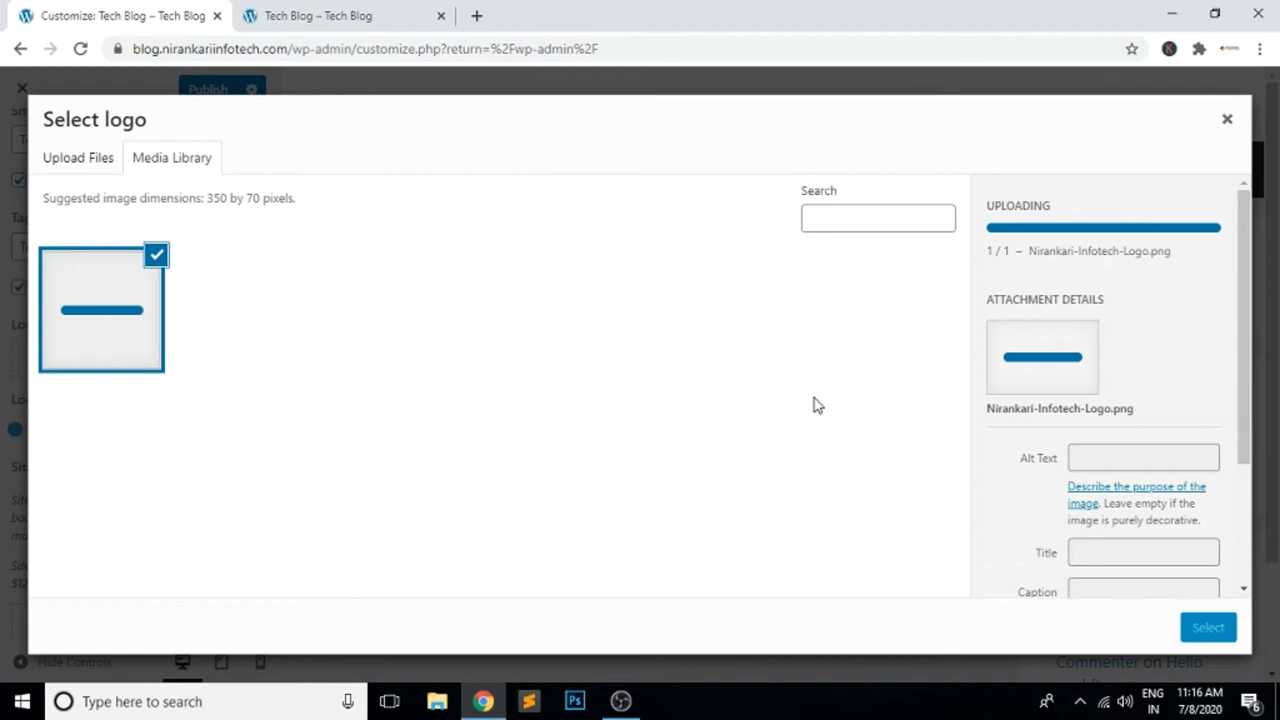 Customize: Tech Blog – Tech Blog
Tech Blog – Tech Blog
blog.nirankariinfotech.com/wp-admin/customize.php?return=%2Fwp-admin%2F
Publish
Select logo
Upload Files
Media Library
Suggested image dimensions: 350 by 70 pixels.
Search
UPLOADING
1 / 1 – Nirankari-Infotech-Logo.png
ATTACHMENT DETAILS
Nirankari-Infotech-Logo.png
Alt Text
Describe the purpose of the
image. Leave empty if the
image is purely decorative.
Title
Caption
Select
Hide Controls
Commenter on Hello
Type here to search
Ps
ENG
IN
11:16 AM
7/8/2020
6